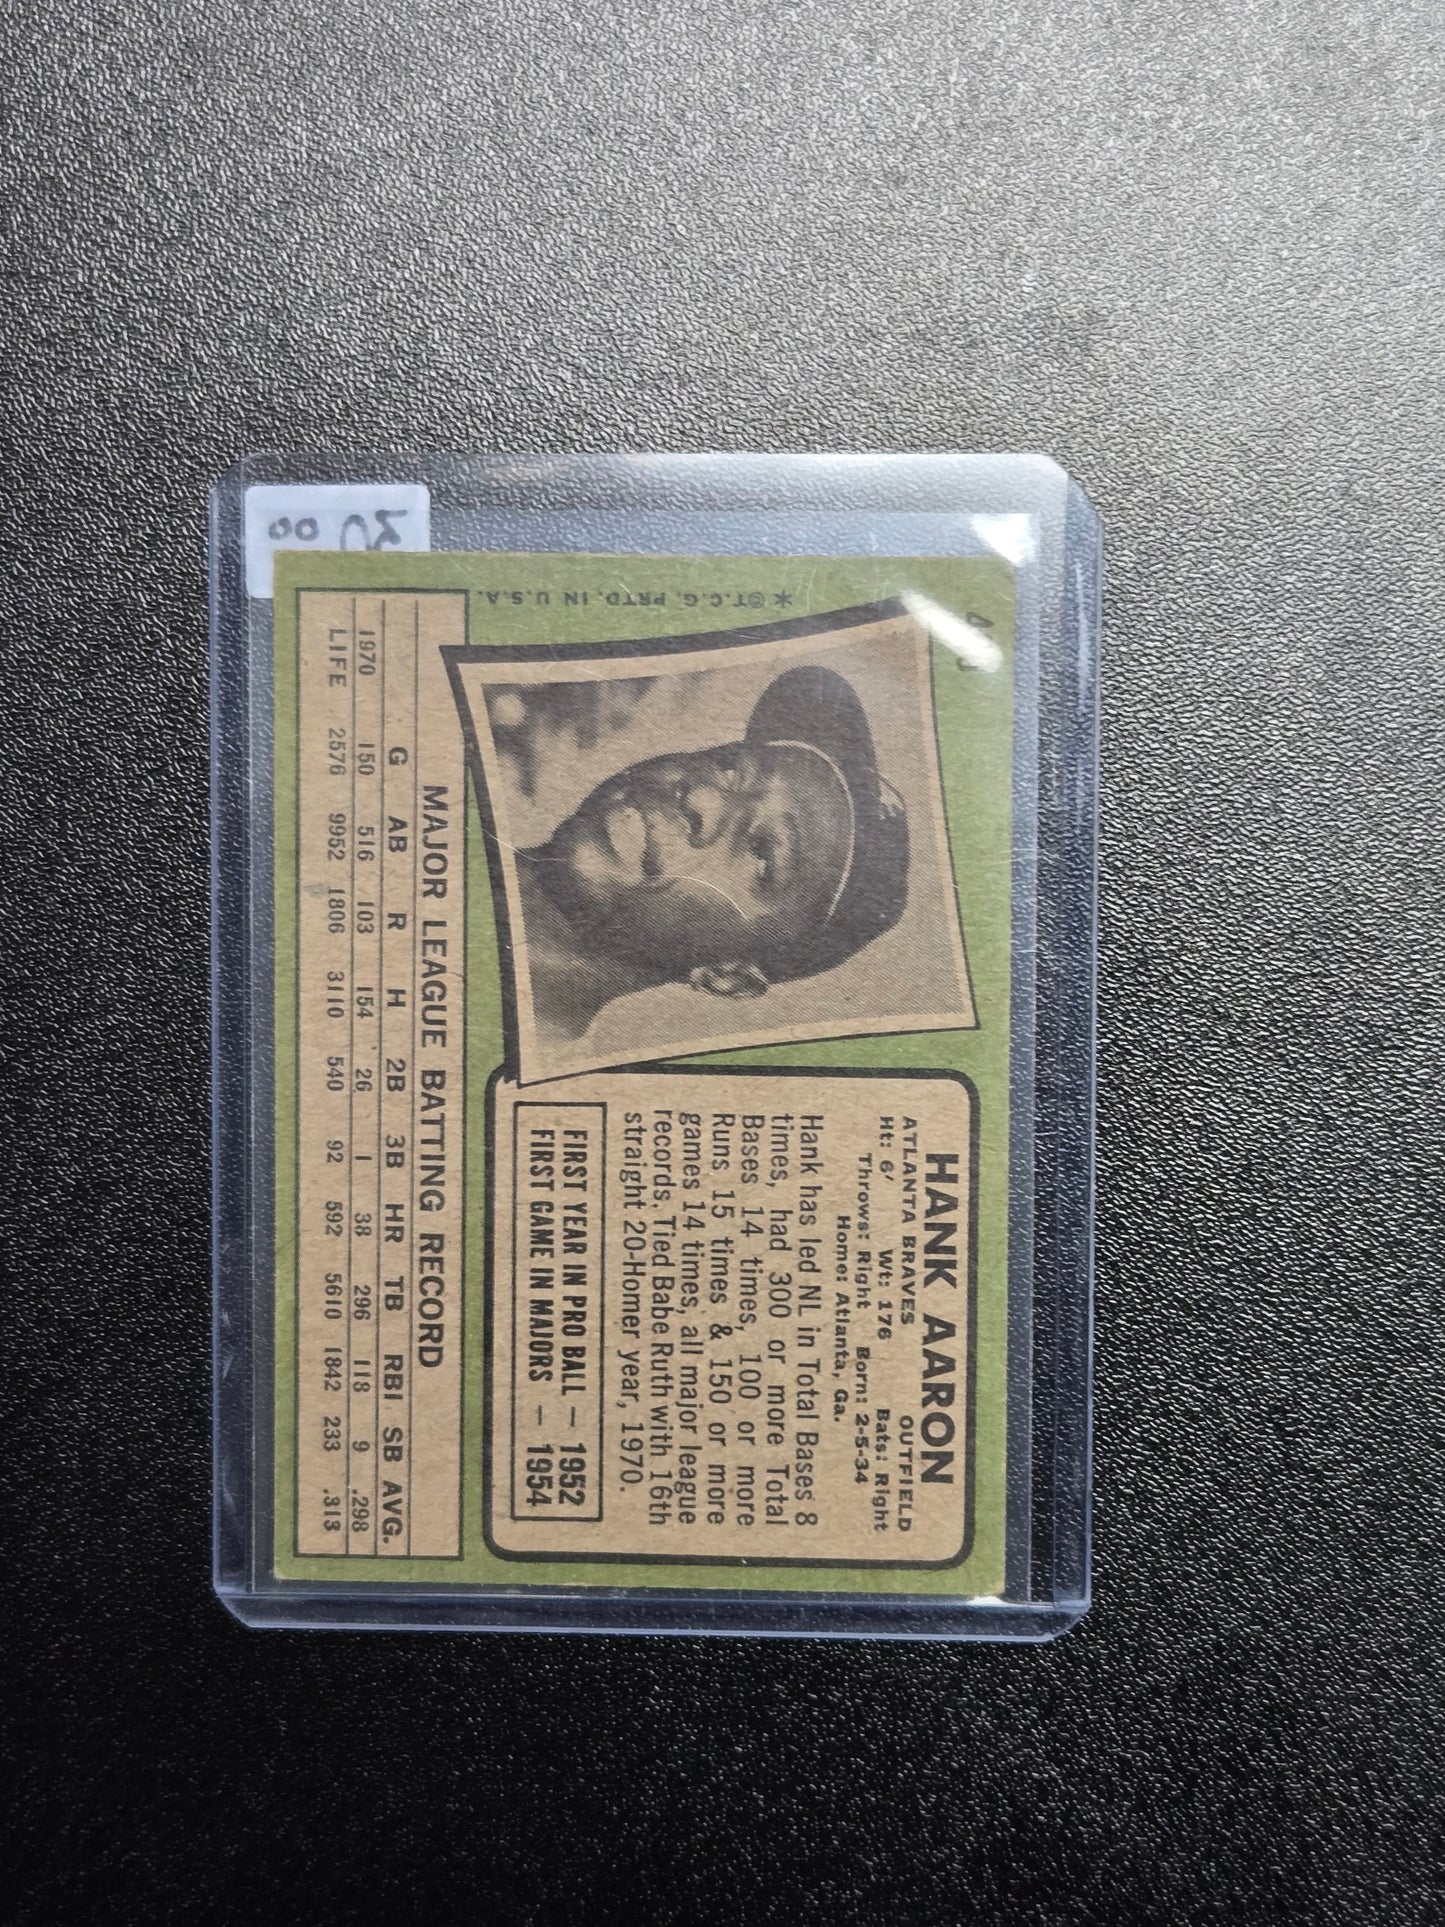 HANK AARON
ATLANTA BRAVES OUTFIELD
Ht: 6' Wt: 176 Bats: Right
Throws: Right Born: 2-5-34
Home: Atlanta, Ga.
Hank has led NL in Total Bases 8
times, had 300 or more Total
Bases 14 times, 100 or more
Runs 15 times & 150 or more
games 14 times, all major league
records. Tied Babe Ruth with 16th
straight 20-Homer year, 1970.
FIRST YEAR IN PRO BALL — 1952
FIRST GAME IN MAJORS — 1954
*©T.C.G. PRTD. IN U.S.A.
MAJOR LEAGUE BATTING RECORD
G AB R H 2B 3B HR TB RBI SB AVG.
1970 150 516 103 154 26 1 38 296 118 9 .298
LIFE 2576 9952 1806 3110 540 92 592 5610 1842 233 .313